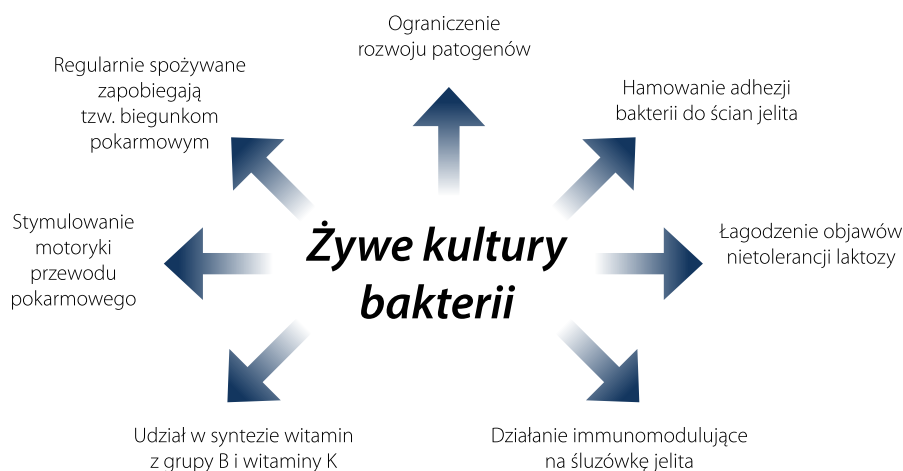 Ograniczenie
rozwoju patogenów
Regularnie spożywane
zapobiegają
tzw. biegunkom
pokarmowym
Hamowanie adhezji
bakterii do ścian jelita
Stymulowanie
motoryki
przewodu
pokarmowego
Żywe kultury
bakterii
Łagodzenie objawów
nietolerancji laktozy
Udział w syntezie witamin
z grupy B i witaminy K
Działanie immunomodulujące
na śluzówkę jelita